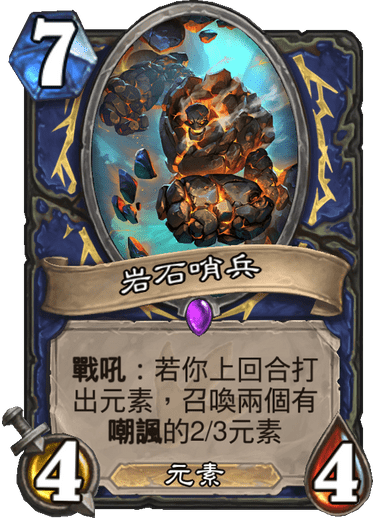 7
岩石哨兵
戰吼：若你上回合打
出元素，召喚兩個有
嘲諷的2/3元素
4
元素
4